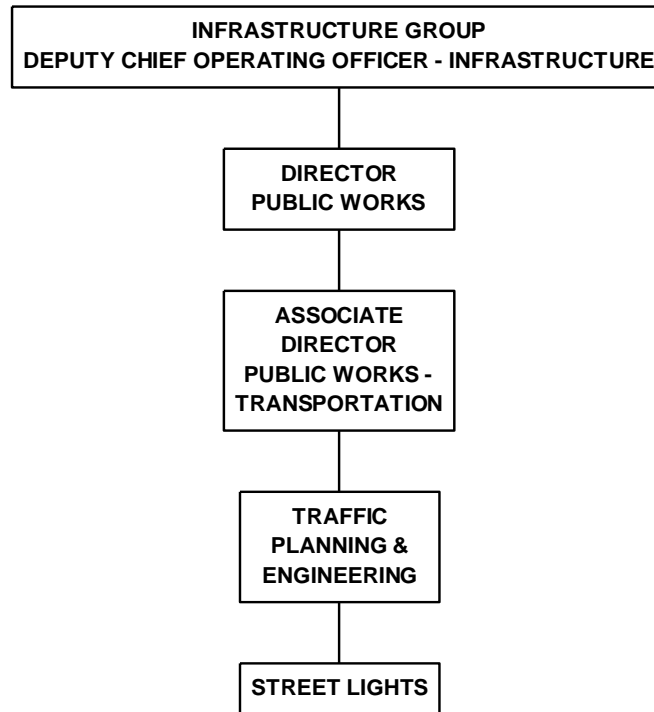 INFRASTRUCTURE GROUP
DEPUTY CHIEF OPERATING OFFICER - INFRASTRUCTURE
DIRECTOR
PUBLIC WORKS
ASSOCIATE
DIRECTOR
PUBLIC WORKS -
TRANSPORTATION
TRAFFIC
PLANNING &
ENGINEERING
STREET LIGHTS